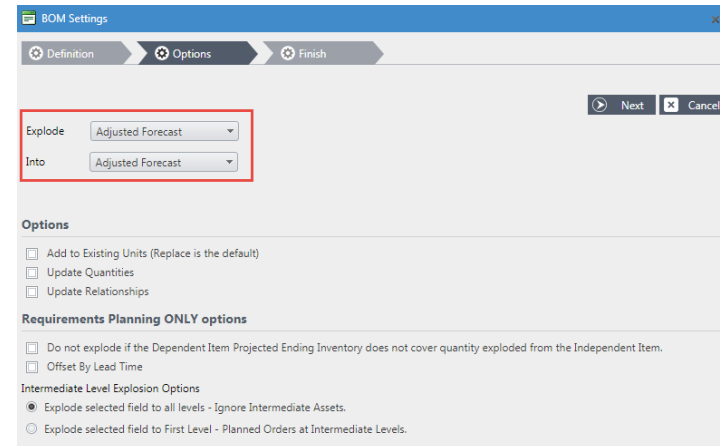 BOM Settings
Definition
Options
Finish
Next
Cancel
Explode Adjusted Forecast
Into Adjusted Forecast
Options
Add to Existing Units (Replace is the default)
Update Quantities
Update Relationships
Requirements Planning ONLY options
Do not explode if the Dependent Item Projected Ending Inventory does not cover quantity exploded from the Independent Item.
Offset By Lead Time
Intermediate Level Explosion Options
Explode selected field to all levels - Ignore Intermediate Assets.
Explode selected field to First Level - Planned Orders at Intermediate Levels.